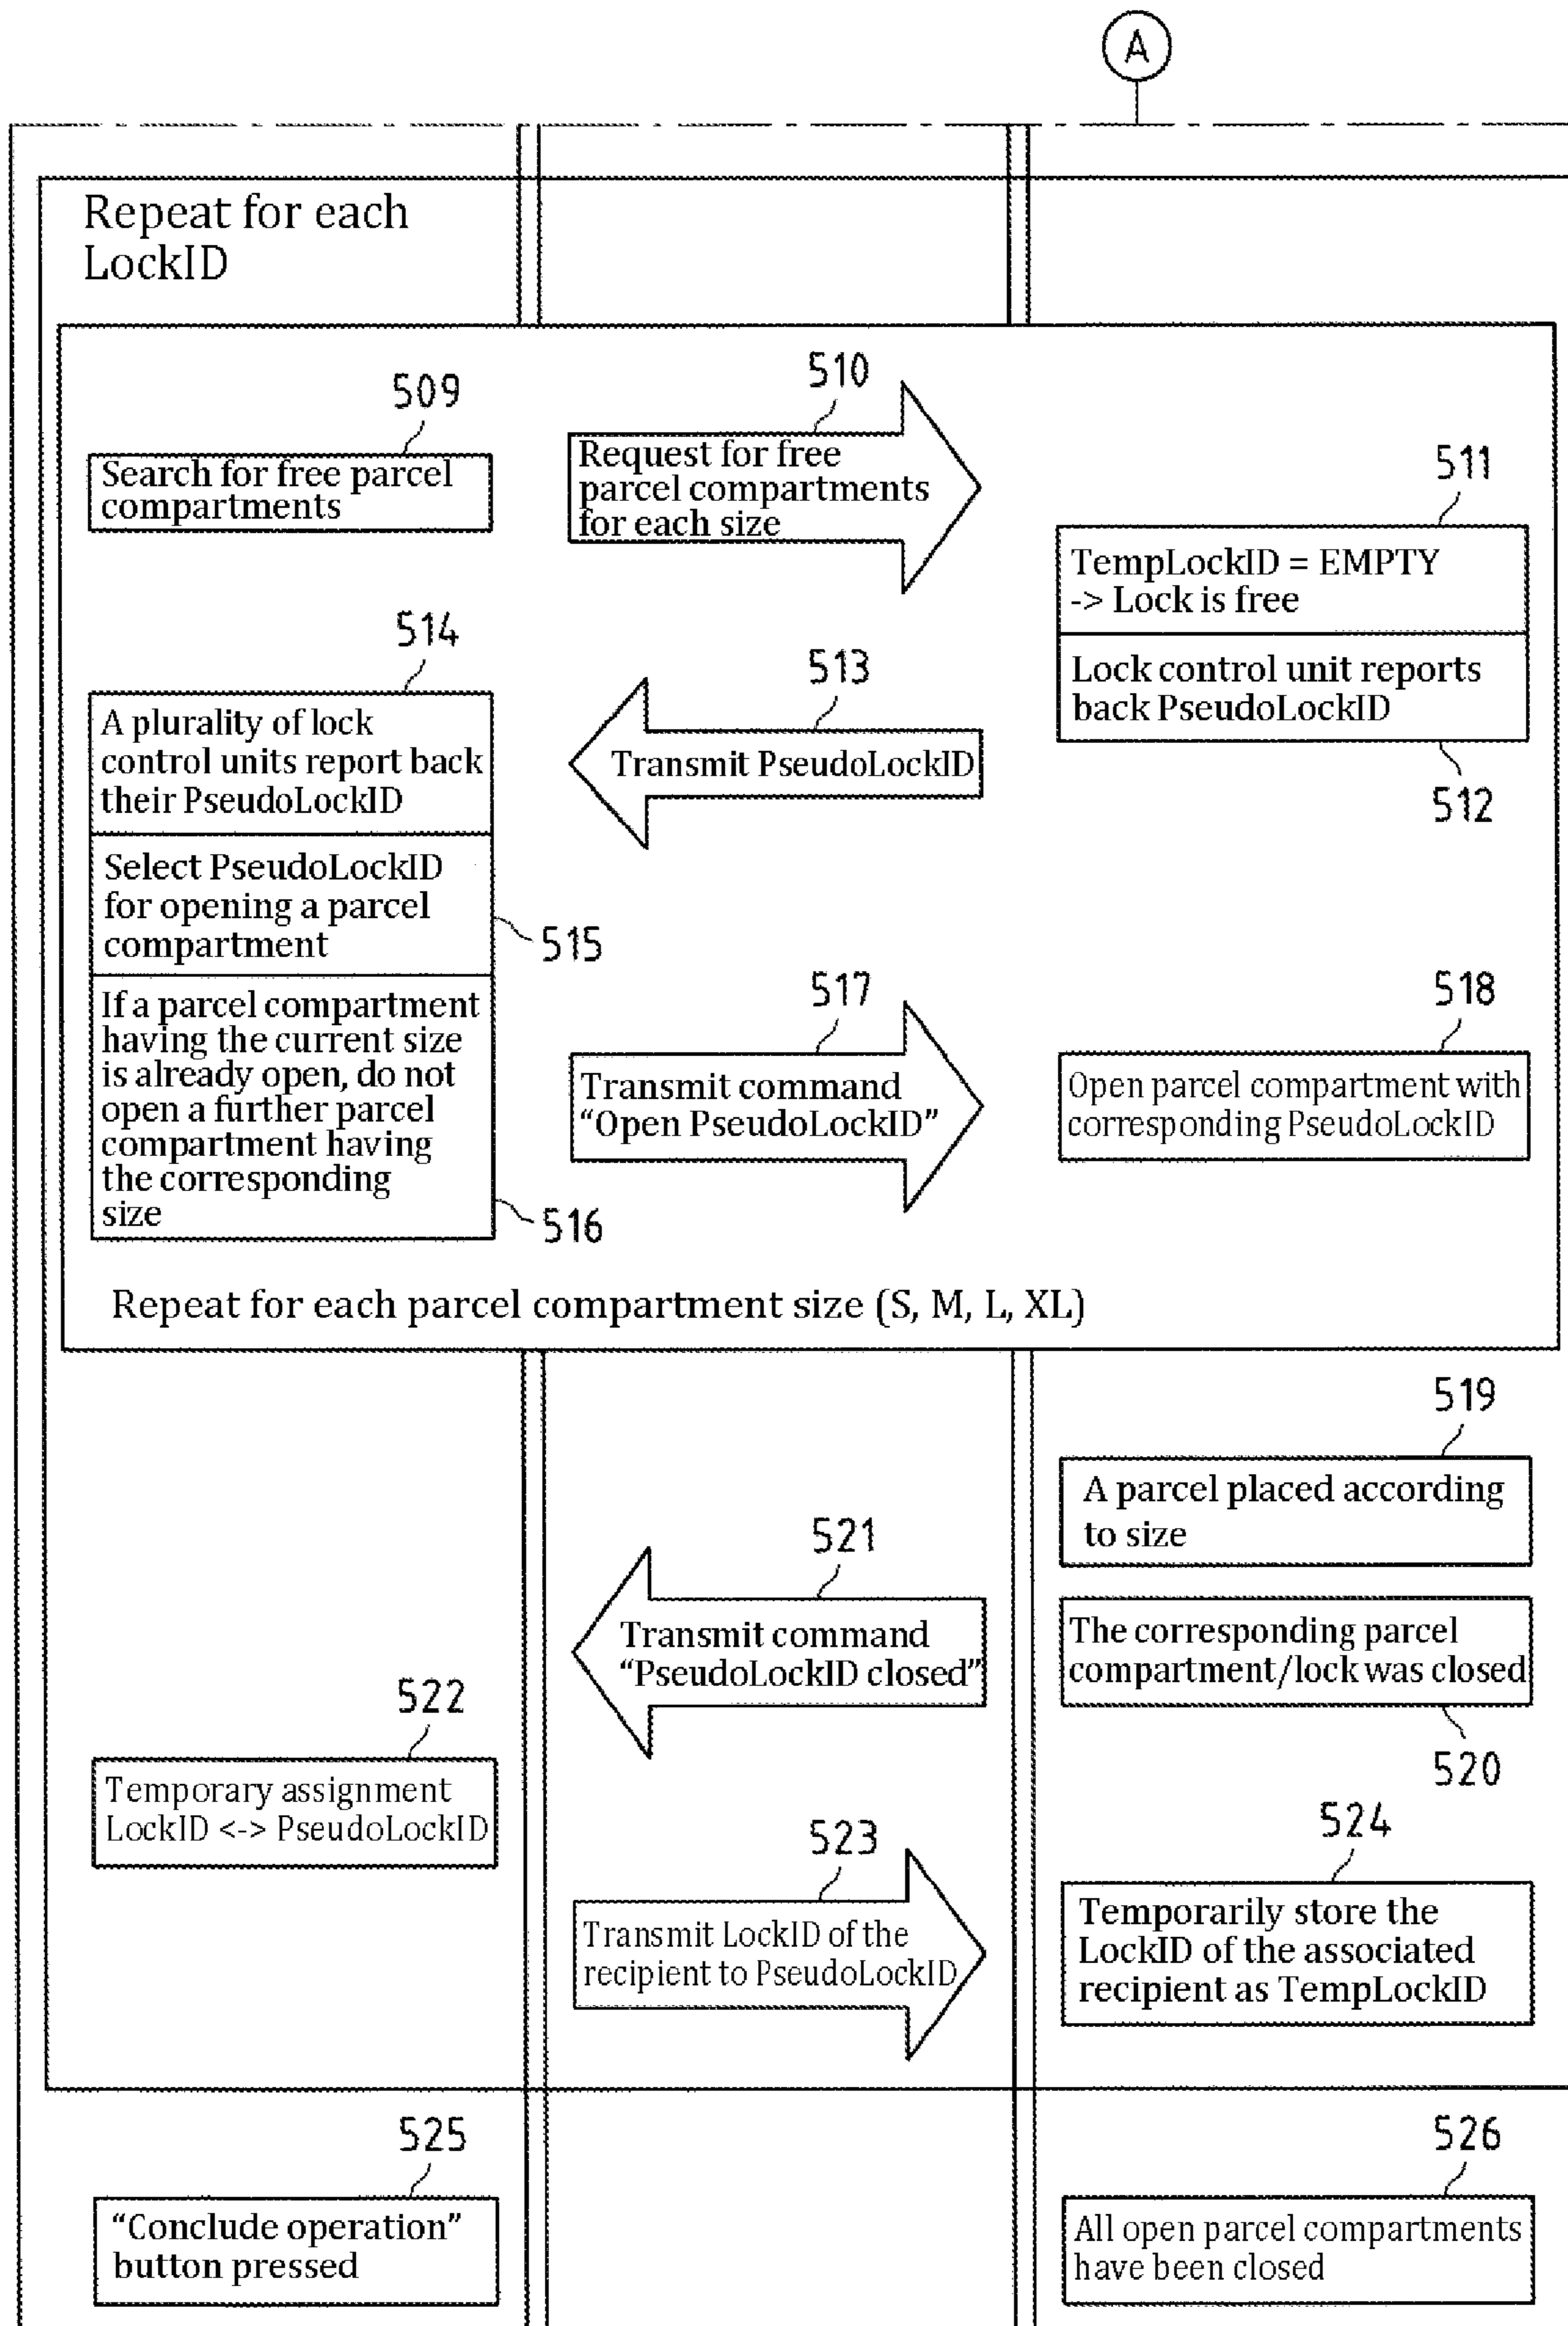 A
Repeat for each
LockID
509
Search for free parcel
compartments
510
Request for free
parcel compartments
for each size
511
TempLockID = EMPTY
-> Lock is free
Lock control unit reports
back PseudoLockID
512
513
Transmit PseudoLockID
514
A plurality of lock
control units report back
their PseudoLockID
Select PseudoLockID
for opening a parcel
compartment
515
If a parcel compartment
having the current size
is already open, do not
open a further parcel
compartment having
the corresponding
size
516
517
Transmit command
“Open PseudoLockID”
518
Open parcel compartment with
corresponding PseudoLockID
Repeat for each parcel compartment size (S, M, L, XL)
519
A parcel placed according
to size
The corresponding parcel
compartment/lock was closed
520
521
Transmit command
“PseudoLockID closed”
522
Temporary assignment
LockID <-> PseudoLockID
523
Transmit LockID of the
recipient to PseudoLockID
524
Temporarily store the
LockID of the associated
recipient as TempLockID
525
“Conclude operation”
button pressed
526
All open parcel compartments
have been closed